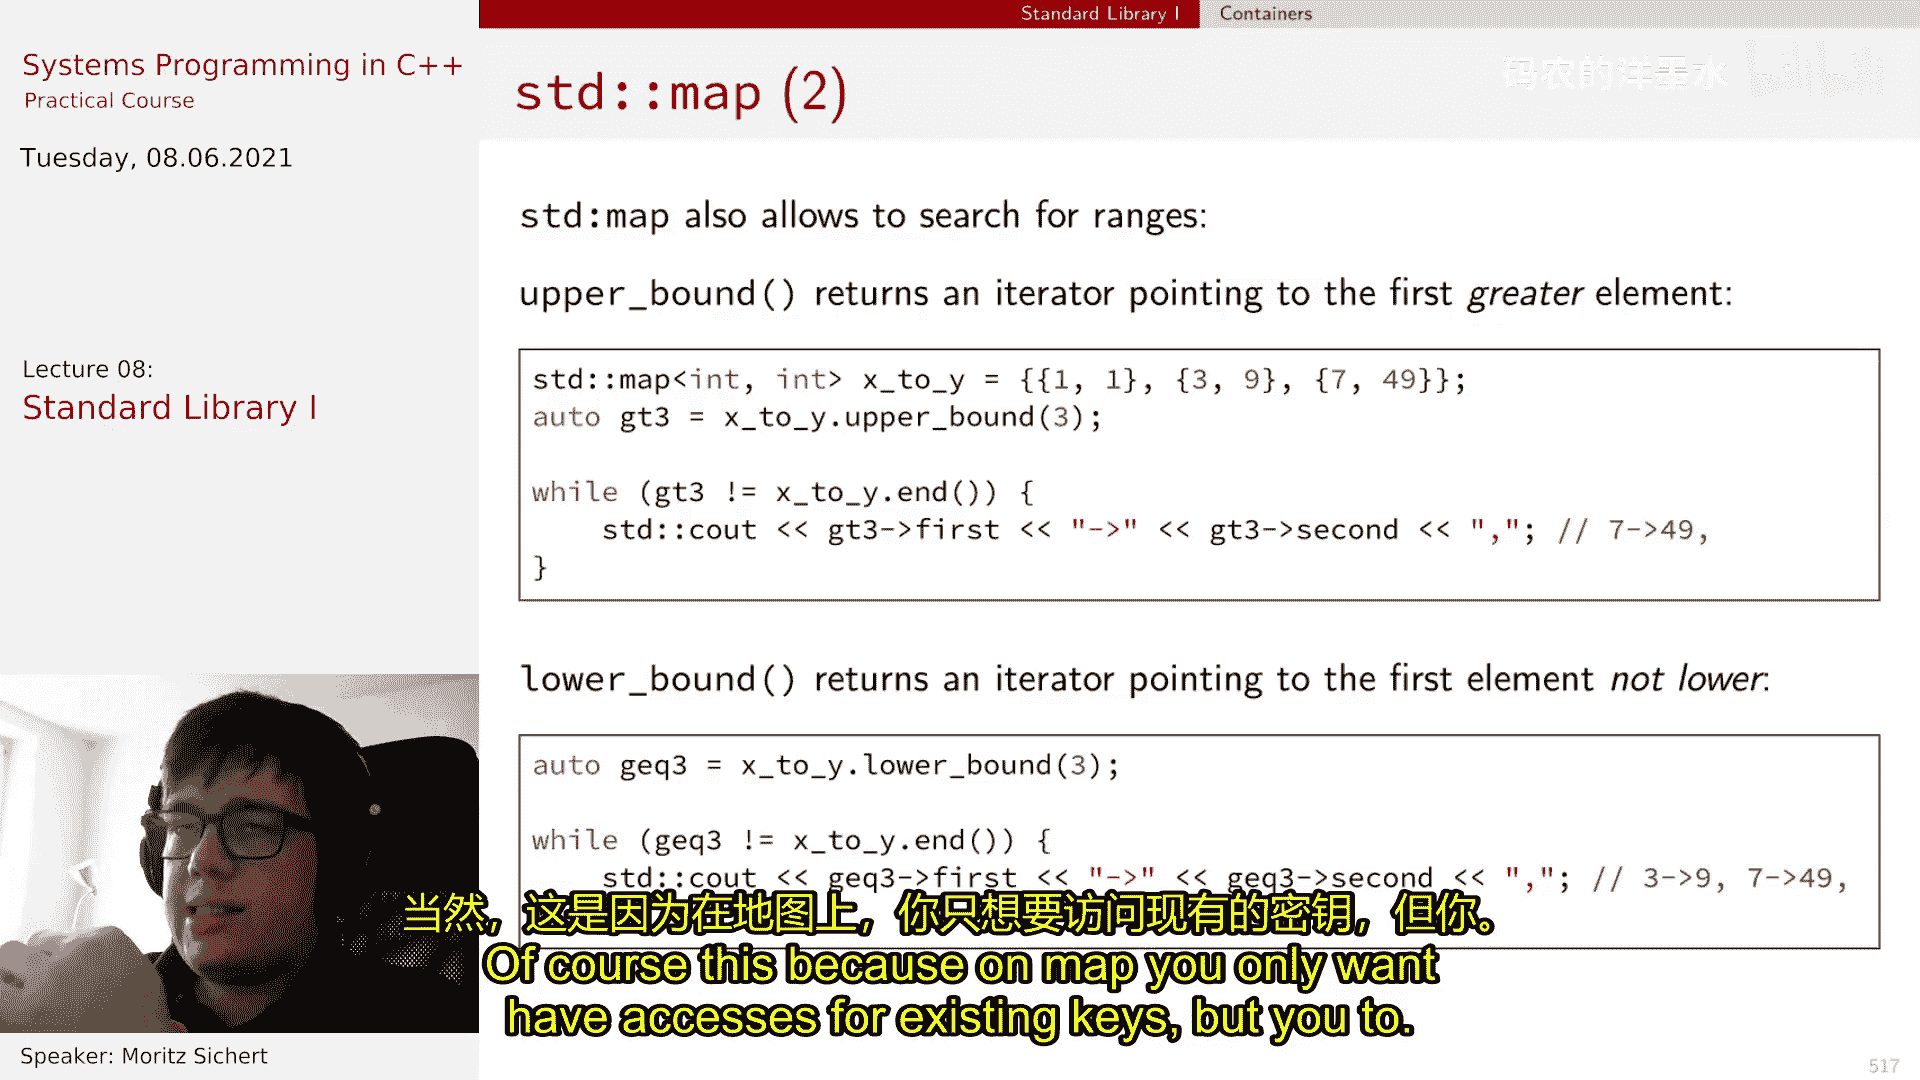 Standard Library I
Containers
Systems Programming in C++
Practical Course
Tuesday, 08.06.2021
Lecture 08:
Standard Library I
码农的洋墨水 bilibili
std::map (2)
std:map also allows to search for ranges:
upper_bound() returns an iterator pointing to the first greater element:
std::map<int, int> x_to_y = {{1, 1}, {3, 9}, {7, 49}};
auto gt3 = x_to_y.upper_bound(3);
while (gt3 != x_to_y.end()) {
std::cout << gt3->first << "->" << gt3->second << ","; // 7->49,
}
lower_bound() returns an iterator pointing to the first element not lower:
auto geq3 = x_to_y.lower_bound(3);
while (geq3 != x_to_y.end()) {
std::cout << geq3->first << "->" << geq3->second << ","; // 3->9, 7->49,
当然，这是因为在地图上，你只想要访问现有的密钥，但你。
Of course this because on map you only want
have accesses for existing keys, but you to.
Speaker: Moritz Sichert
517